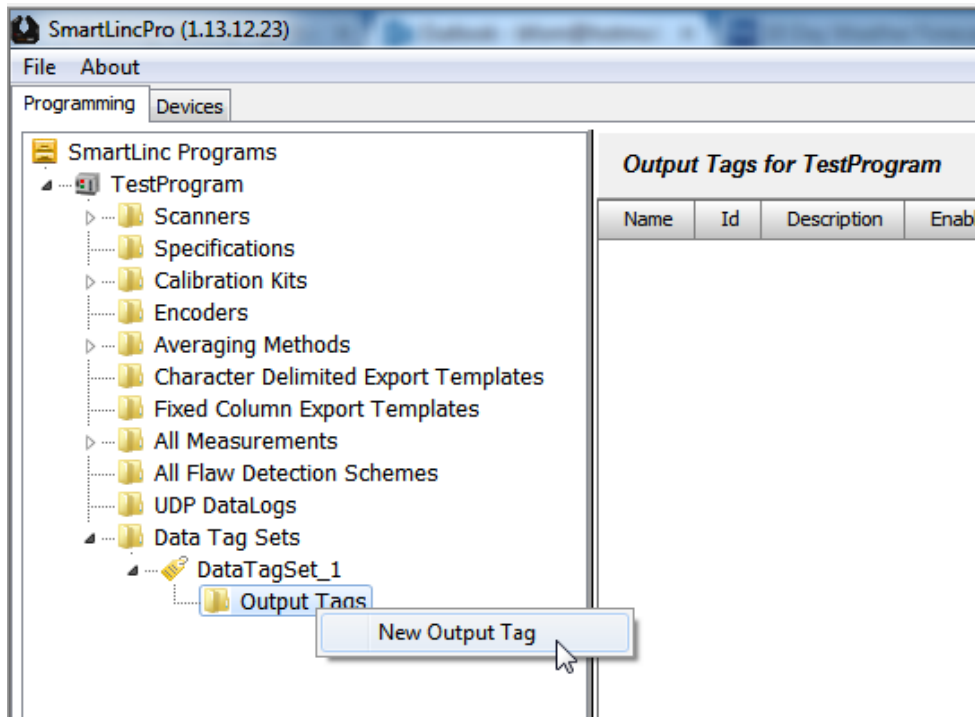 SmartLincPro (1.13.12.23)
File About
Programming Devices
SmartLinc Programs
TestProgram
Scanners
Specifications
Calibration Kits
Encoders
Averaging Methods
Character Delimited Export Templates
Fixed Column Export Templates
All Measurements
All Flaw Detection Schemes
UDP DataLogs
Data Tag Sets
DataTagSet_1
Output Tags
New Output Tag
Output Tags for TestProgram
Name Id Description Enabl